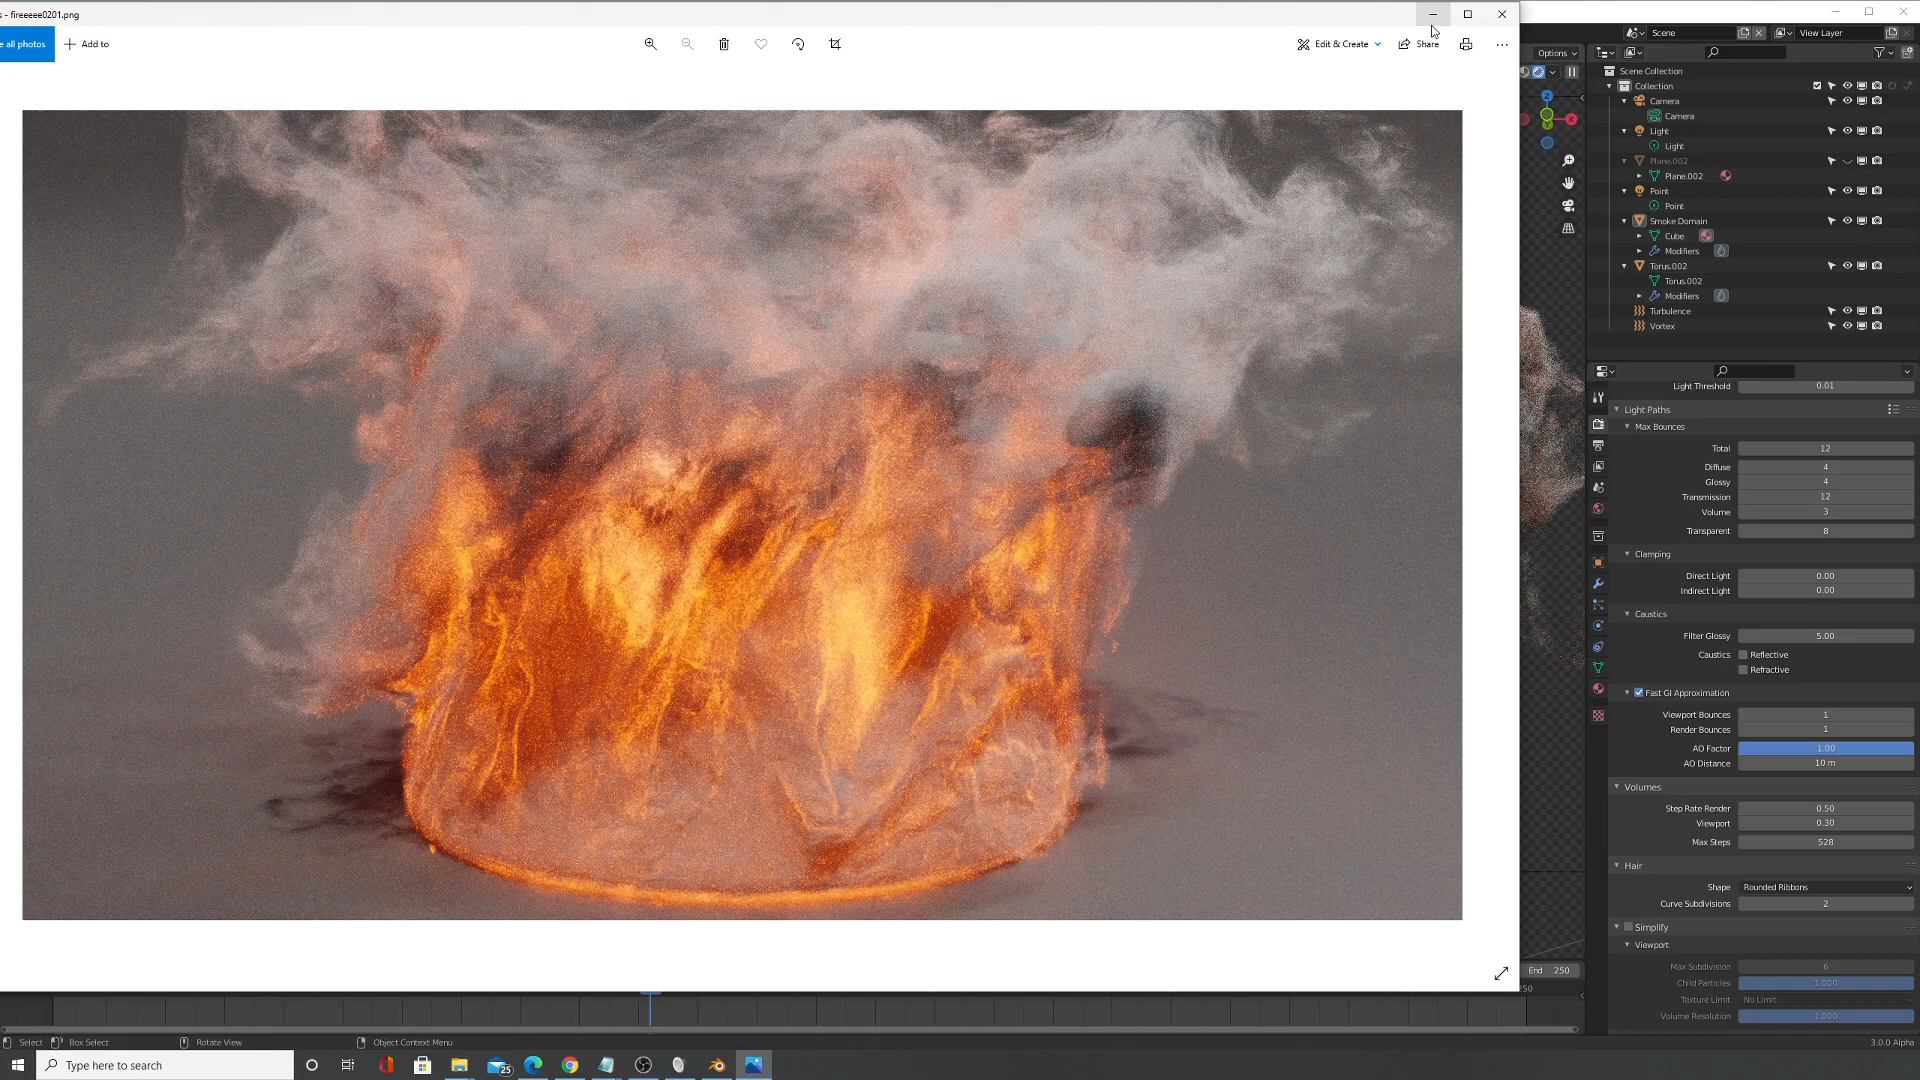 s - fireeeee0201.png
e all photos
Add to
Edit & Create
Share
Scene
View Layer
Options
Scene Collection
Collection
Camera
Camera
Light
Light
Plane.002
Plane.002
Point
Point
Smoke Domain
Cube
Modifiers
Torus.002
Torus.002
Modifiers
Turbulence
Vortex
Z
X
Y
Light Threshold 0.01
Light Paths
Max Bounces
Total 12
Diffuse 4
Glossy 4
Transmission 12
Volume 3
Transparent 8
Clamping
Direct Light 0.00
Indirect Light 0.00
Caustics
Filter Glossy 5.00
Caustics Reflective
Refractive
Fast GI Approximation
Viewport Bounces 1
Render Bounces 1
AO Factor 1.00
AO Distance 10 m
Volumes
Step Rate Render 0.50
Viewport 0.30
Max Steps 528
Hair
Shape Rounded Ribbons
Curve Subdivisions 2
Simplify
Viewport
Max Subdivision 6
Child Particles 1.000
Texture Limit No Limit
Volume Resolution 1.000
End 250
250
Select
Box Select
Rotate View
Object Context Menu
3.0.0 Alpha
Type here to search
25